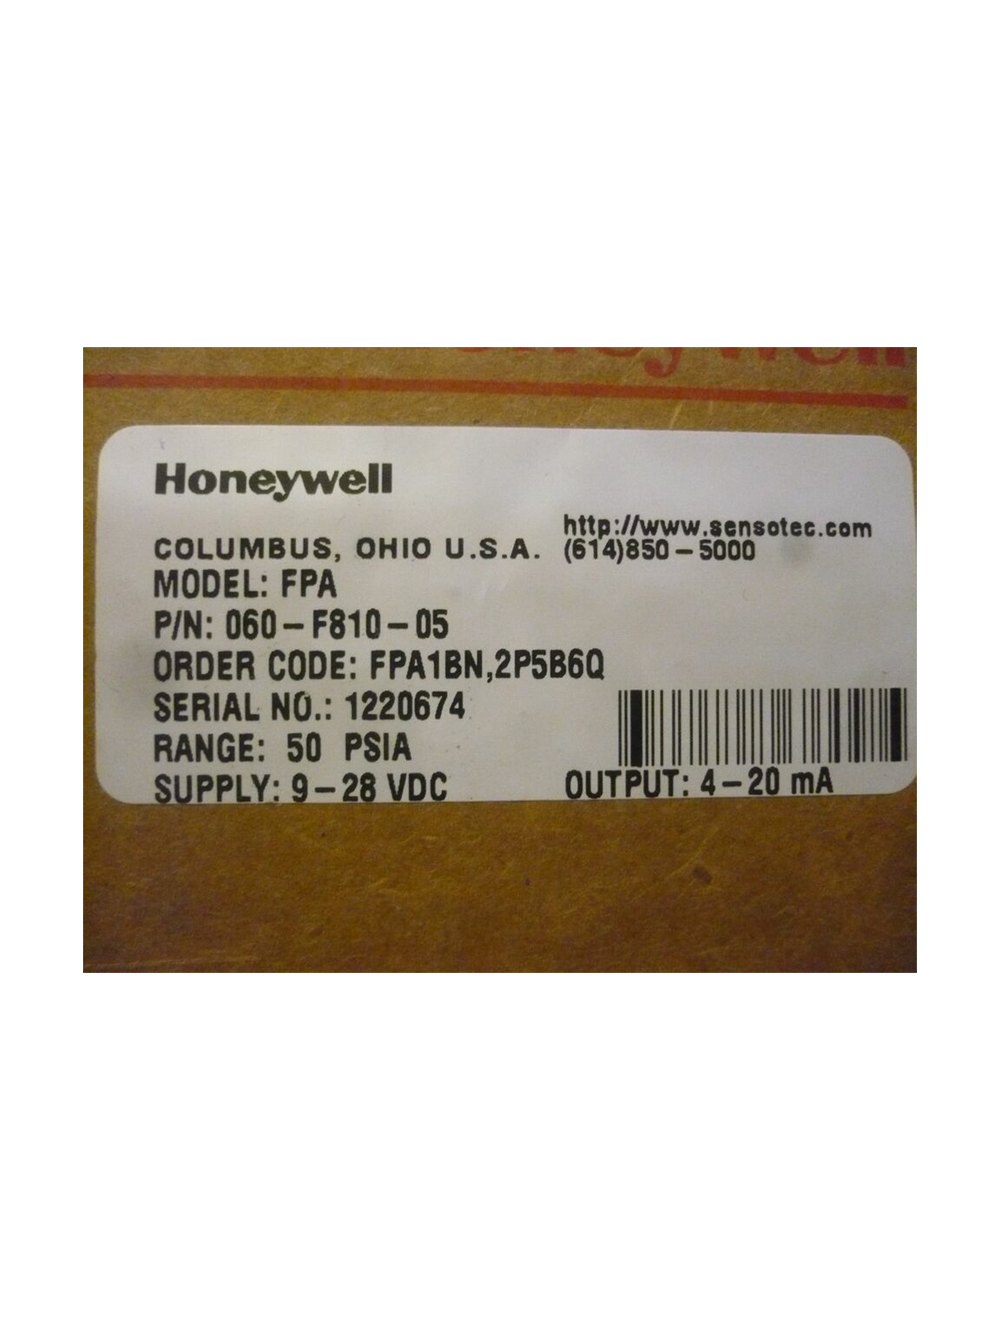 Honeywell
Honeywell
http://www.sensotec.com
COLUMBUS, OHIO U.S.A. (614)850-5000
MODEL: FPA
P/N: 060-F810-05
ORDER CODE: FPA1BN,2P5B6Q
SERIAL NO.: 1220674
RANGE: 50 PSIA
SUPPLY: 9-28 VDC OUTPUT: 4-20 mA